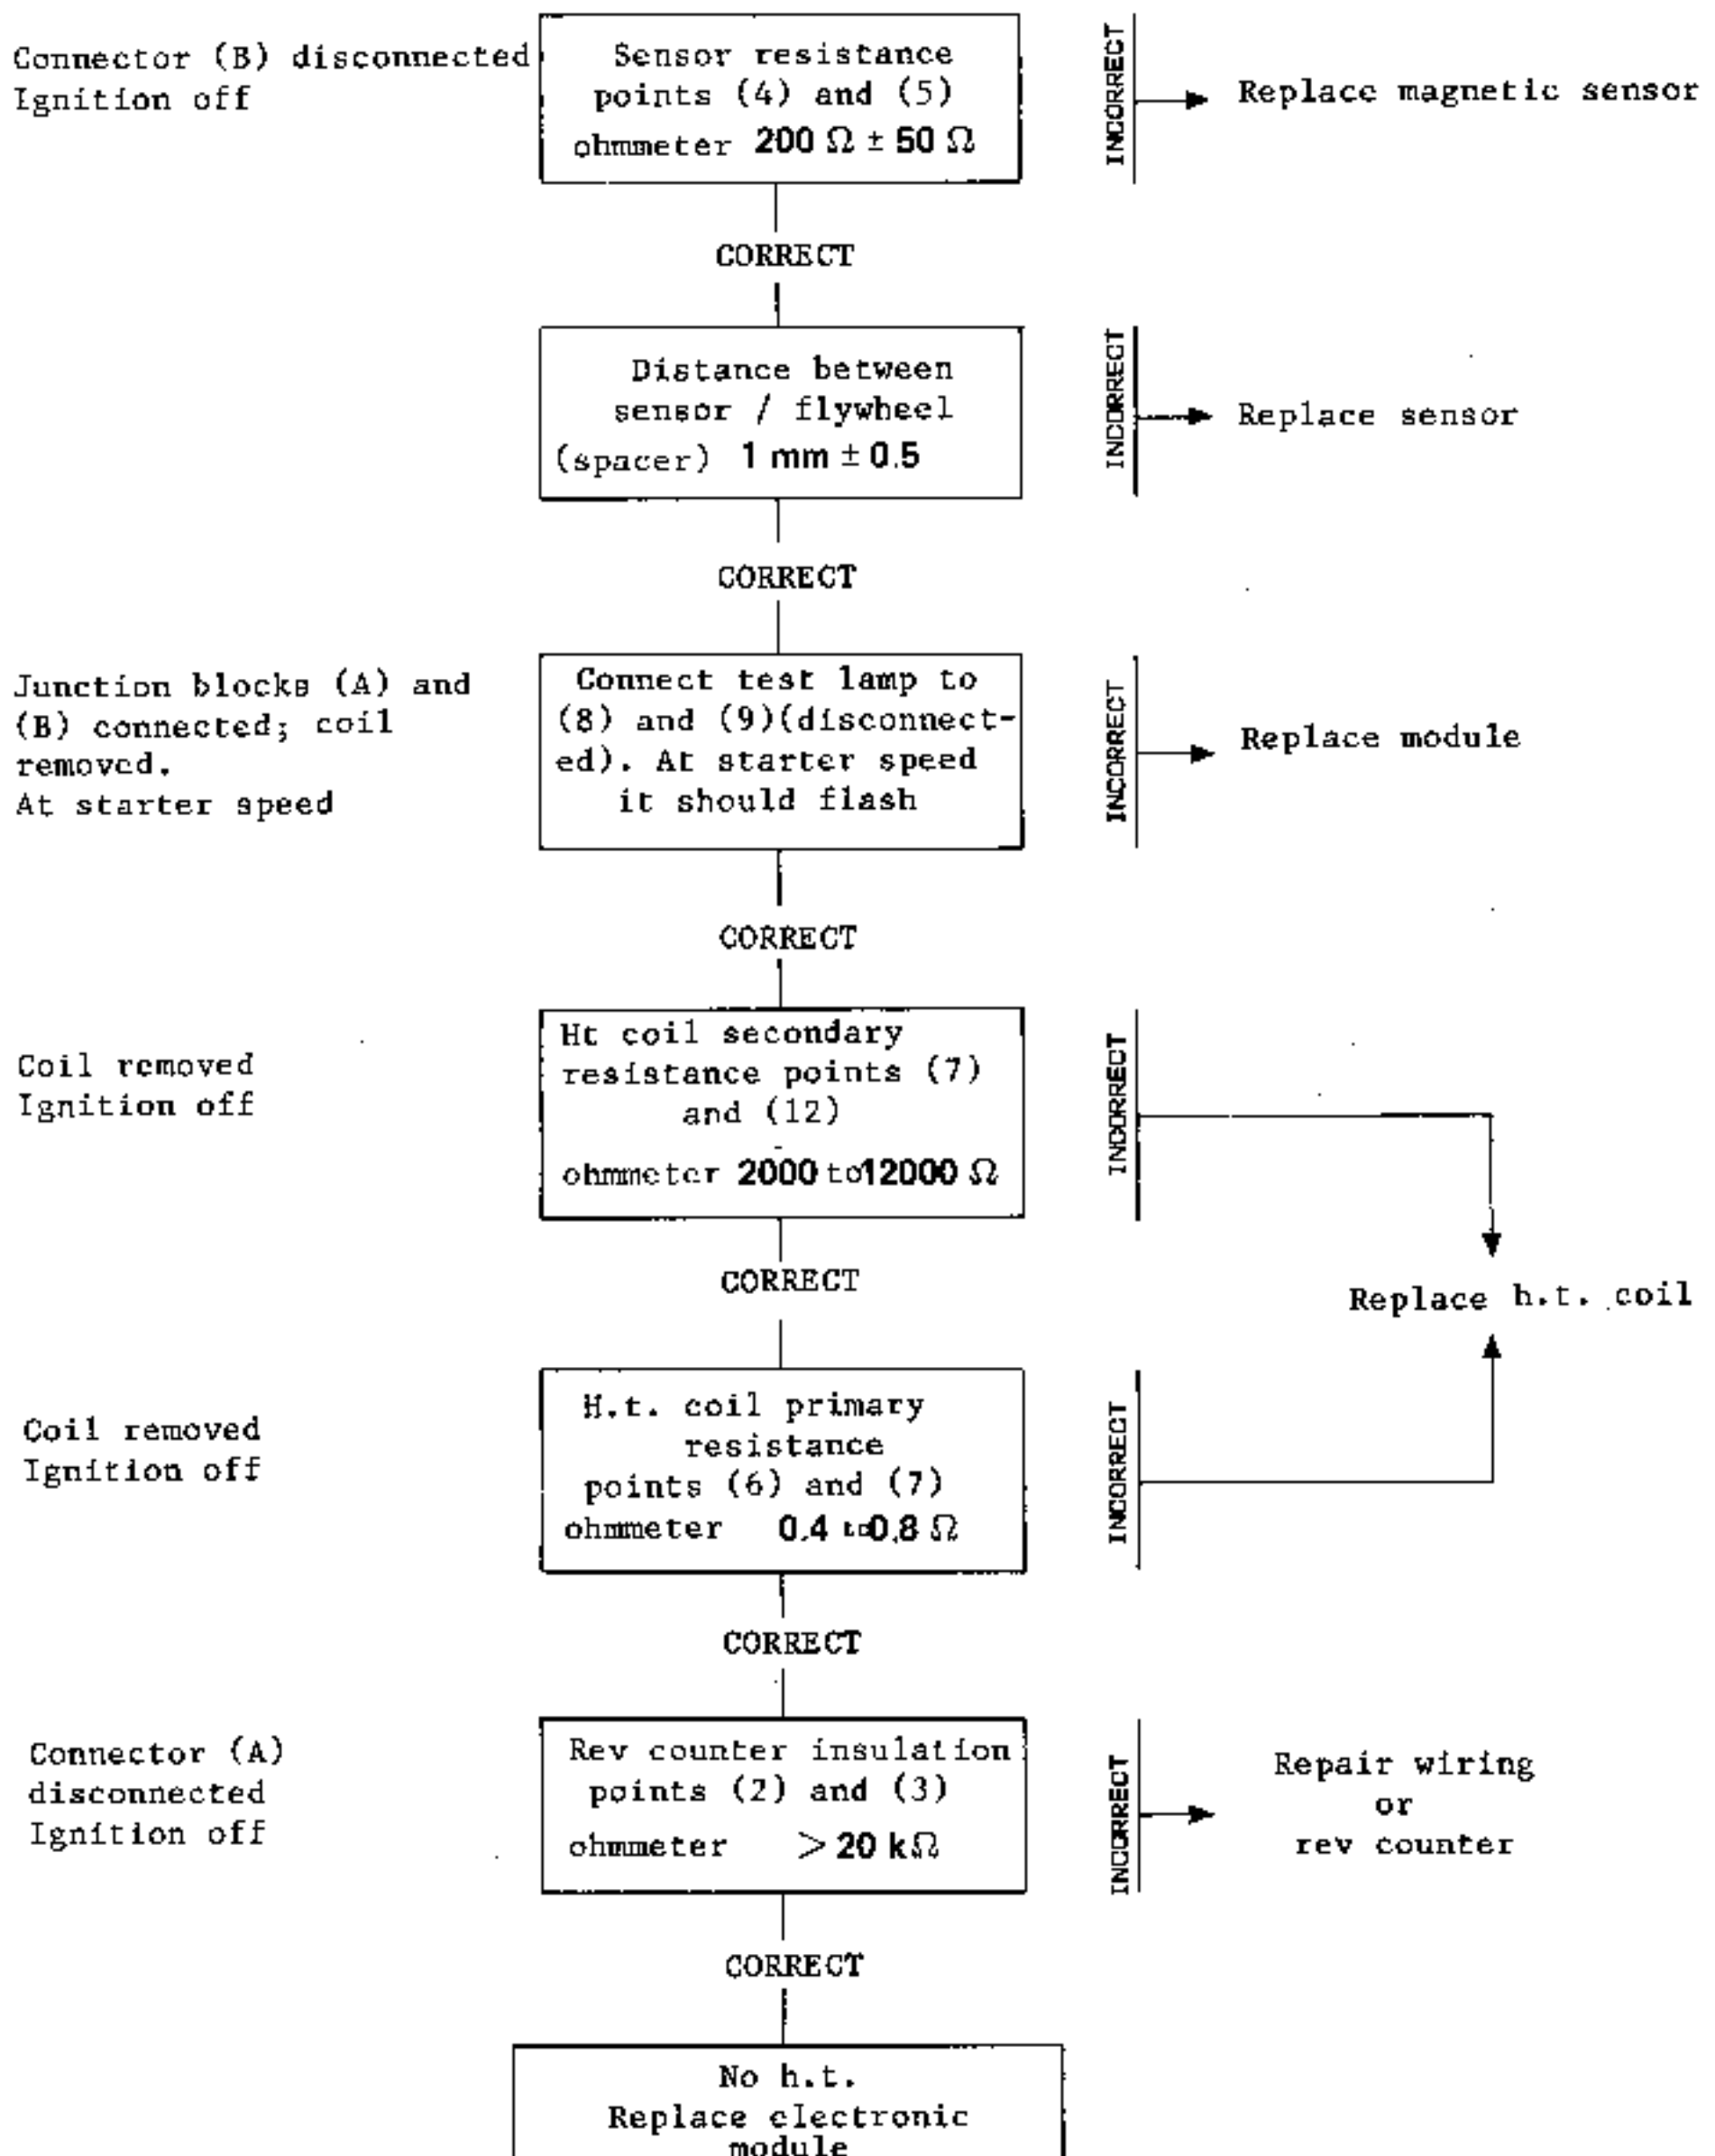 Connector (B) disconnected
Ignition off
Sensor resistance
points (4) and (5)
ohmmeter 200 Ω ± 50 Ω
INCORRECT
Replace magnetic sensor
CORRECT
Distance between
sensor / flywheel
(spacer) 1 mm ± 0.5
INCORRECT
Replace sensor
CORRECT
Junction blocks (A) and
(B) connected; coil
removed.
At starter speed
Connect test lamp to
(8) and (9)(disconnect-
ed). At starter speed
it should flash
INCORRECT
Replace module
CORRECT
Coil removed
Ignition off
Ht coil secondary
resistance points (7)
and (12)
ohmmeter 2000 to 12000 Ω
INCORRECT
CORRECT
Replace h.t. coil
Coil removed
Ignition off
H.t. coil primary
resistance
points (6) and (7)
ohmmeter 0.4 to 0.8 Ω
INCORRECT
CORRECT
Connector (A)
disconnected
Ignition off
Rev counter insulation
points (2) and (3)
ohmmeter > 20 kΩ
INCORRECT
Repair wiring
or
rev counter
CORRECT
No h.t.
Replace electronic
module